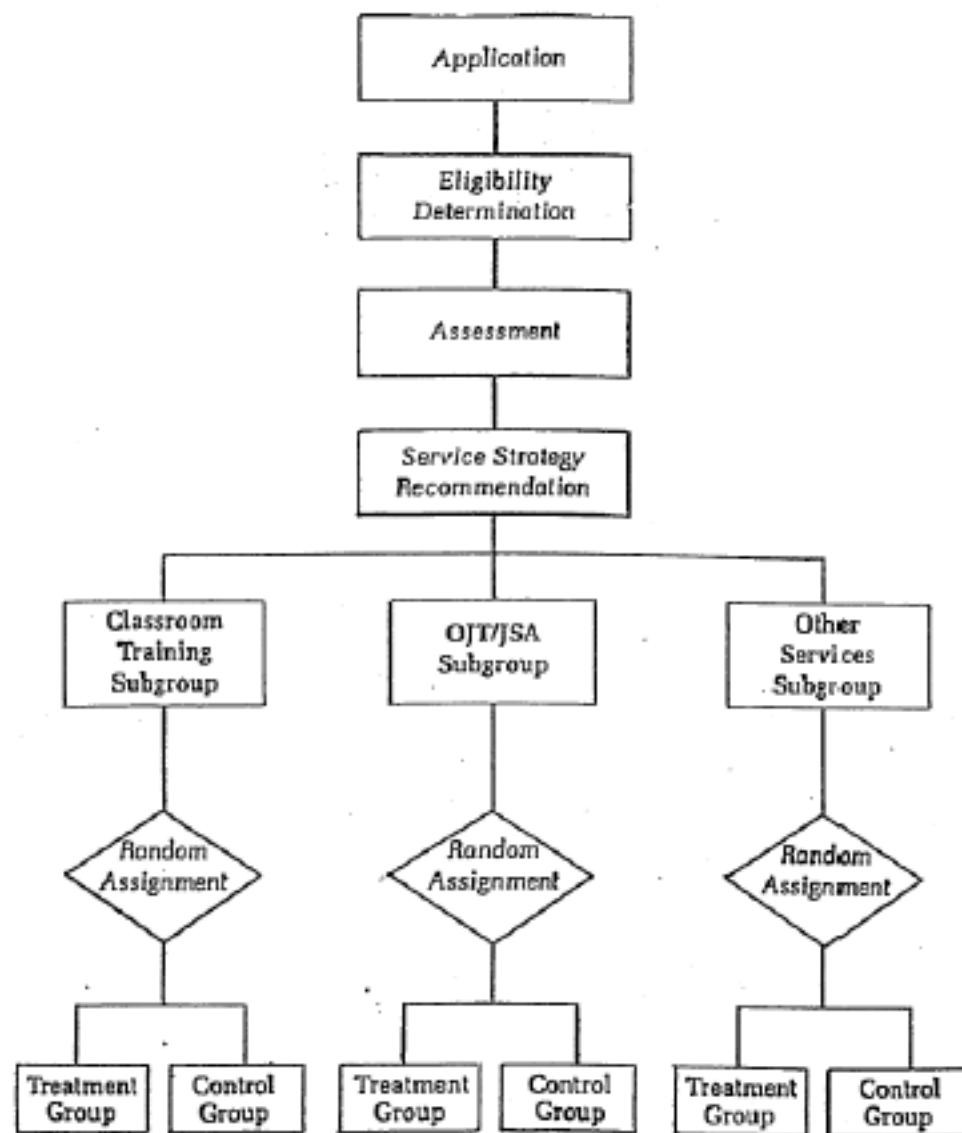 Application
Eligibility
Determination
Assessment
Service Strategy
Recommendation
Classroom
Training
Subgroup
OJT/JSA
Subgroup
Other
Services
Subgroup
Random
Assignment
Random
Assignment
Random
Assignment
Treatment
Group
Control
Group
Treatment
Group
Control
Group
Treatment
Group
Control
Group